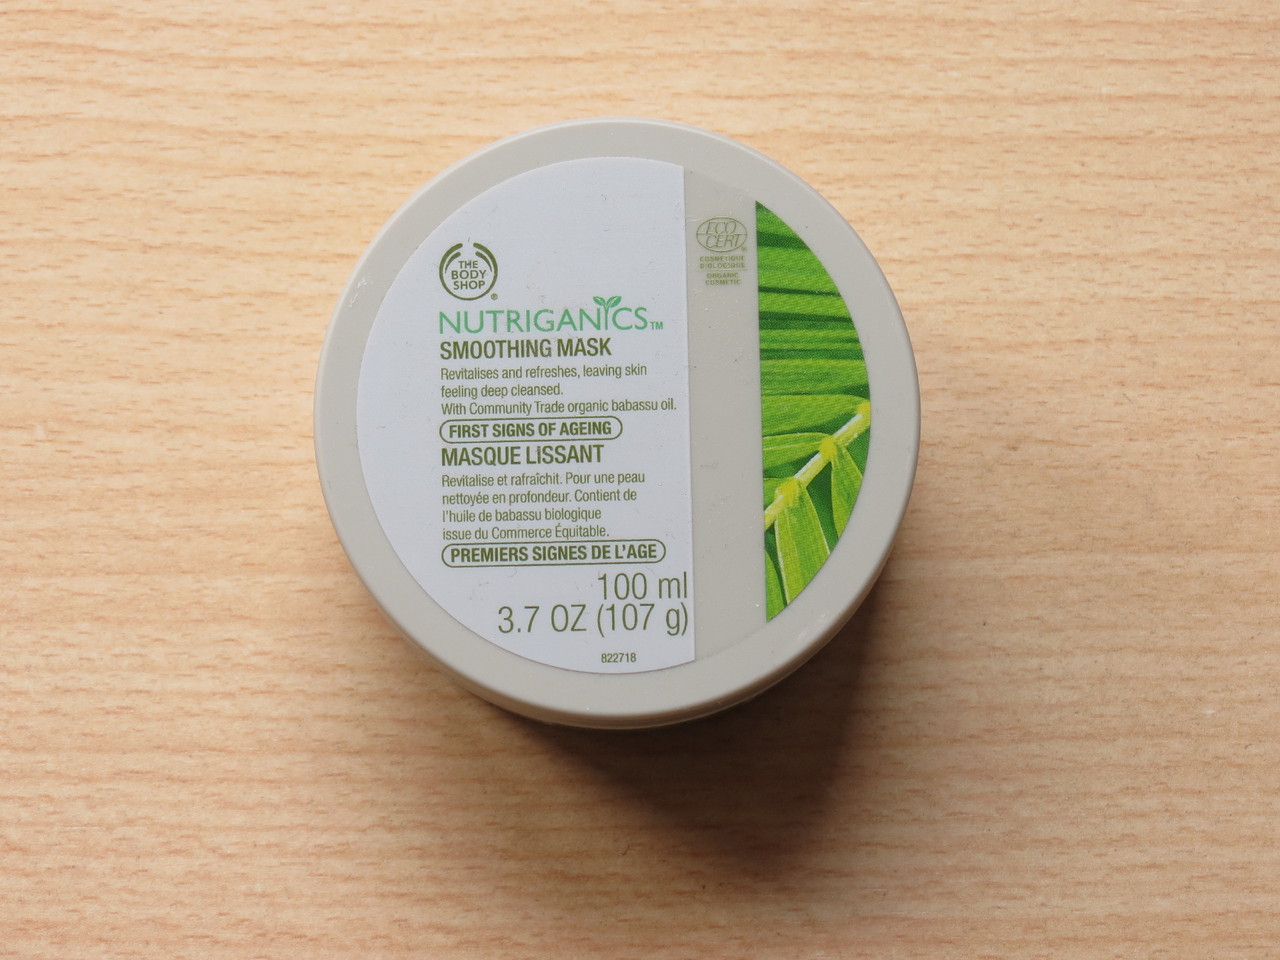 THE
BODY
SHOP®
NUTRIGANICS™
SMOOTHING MASK
Revitalises and refreshes, leaving skin
feeling deep cleansed.
With Community Trade organic babassu oil.
FIRST SIGNS OF AGEING
MASQUE LiSSANT
Revitalise et rafraîchit. Pour une peau
nettoyée en profondeur. Contient de
l'huile de babassu biologique
issue du Commerce Équitable.
PREMIERS SIGNES DE L'AGE
100 ml
3.7 OZ (107 g)
822718
ECO
CERT®
COSMETIQUE
BIOLOGIQUE
ORGANIC
COSMETIC